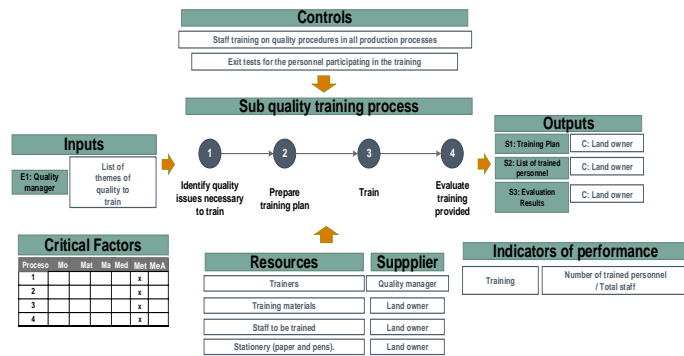 Controls
Staff training on quality procedures in all production processes
Exit tests for the personnel participating in the training
Sub quality training process
Inputs
E1: Quality
manager
List of
themes of
quality to
train
1
2
3
4
Identify quality
issues necessary
to train
Prepare
training plan
Train
Evaluate
training
provided
Outputs
S1: Training Plan
C: Land owner
S2: List of trained
personnel
C: Land owner
S3: Evaluation
Results
C: Land owner
Critical Factors
Proceso Mo Mat Ma Med Met MeA
1 x
2 x
3 x
4 x
Resources Suppplier
Trainers Quality manager
Training materials Land owner
Staff to be trained Land owner
Stationery (paper and pens). Land owner
Indicators of performance
Training
Number of trained personnel
/ Total staff